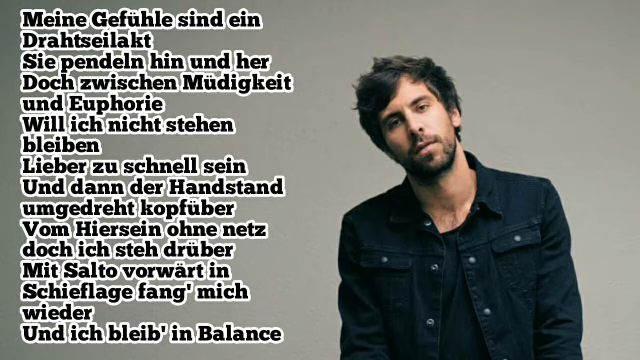 Meine Gefühle sind ein
Drahtseilakt
Sie pendeln hin und her
Doch zwischen Müdigkeit
und Euphorie
Will ich nicht stehen
bleiben
Lieber zu schnell sein
Und dann der Handstand
umgedreht kopfüber
Vom Hiersein ohne netz
doch ich steh drüber
Mit Salto vorwärt in
Schieflage fang' mich
wieder
Und ich bleib' in Balance